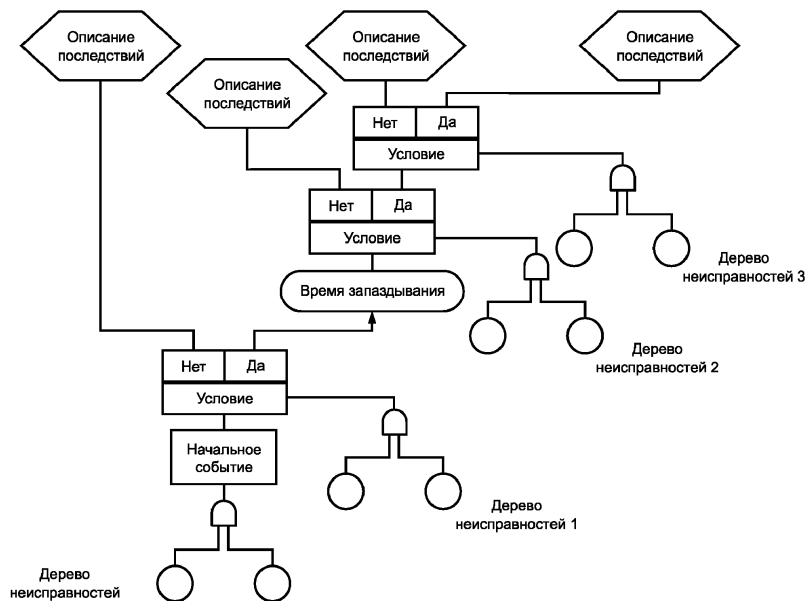 Описание
последствий
Описание
последствий
Описание
последствий
Описание
последствий
Нет
Да
Условие
Нет
Да
Условие
Дерево
неисправностей 3
Время запаздывания
Дерево
неисправностей 2
Нет
Да
Условие
Начальное
событие
Дерево
неисправностей 1
Дерево
неисправностей